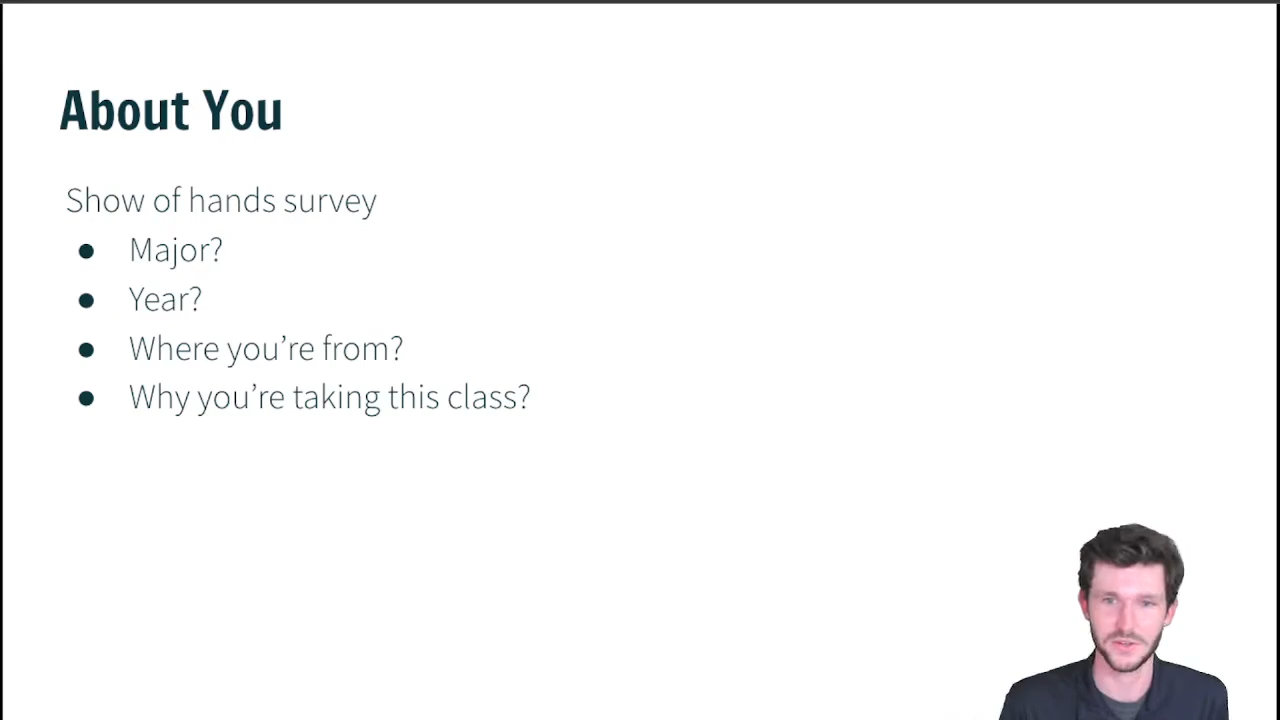 About You
Show of hands survey
● Major?
● Year?
● Where you’re from?
● Why you’re taking this class?